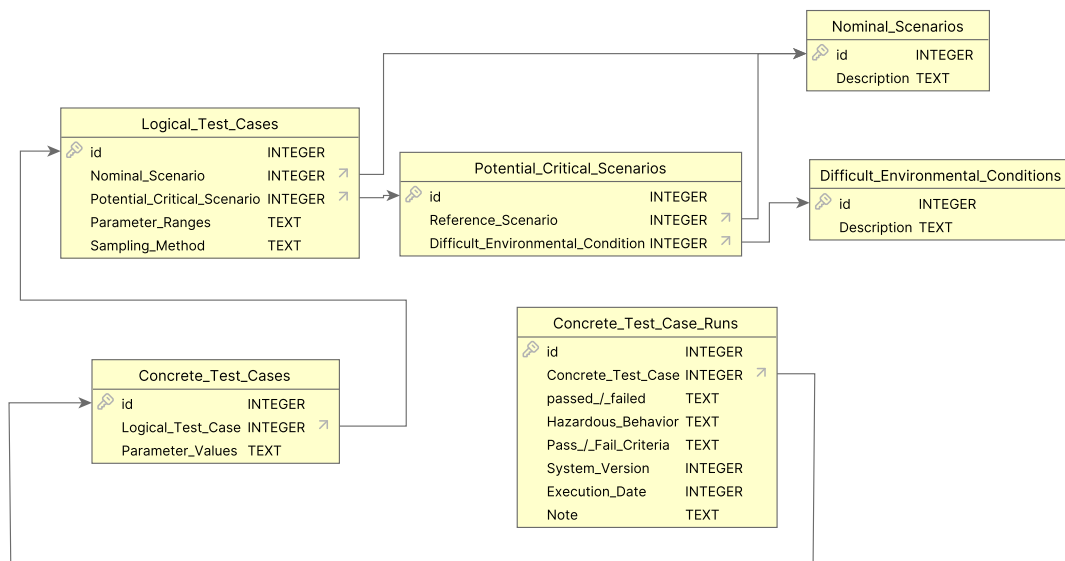 Nominal_Scenarios
id INTEGER
Description TEXT
Logical_Test_Cases
id INTEGER
Nominal_Scenario INTEGER
Potential_Critical_Scenario INTEGER
Parameter_Ranges TEXT
Sampling_Method TEXT
Potential_Critical_Scenarios
id INTEGER
Reference_Scenario INTEGER
Difficult_Environmental_Condition INTEGER
Difficult_Environmental_Conditions
id INTEGER
Description TEXT
Concrete_Test_Cases
id INTEGER
Logical_Test_Case INTEGER
Parameter_Values TEXT
Concrete_Test_Case_Runs
id INTEGER
Concrete_Test_Case INTEGER
passed_/_failed TEXT
Hazardous_Behavior TEXT
Pass_/_Fail_Criteria TEXT
System_Version INTEGER
Execution_Date INTEGER
Note TEXT